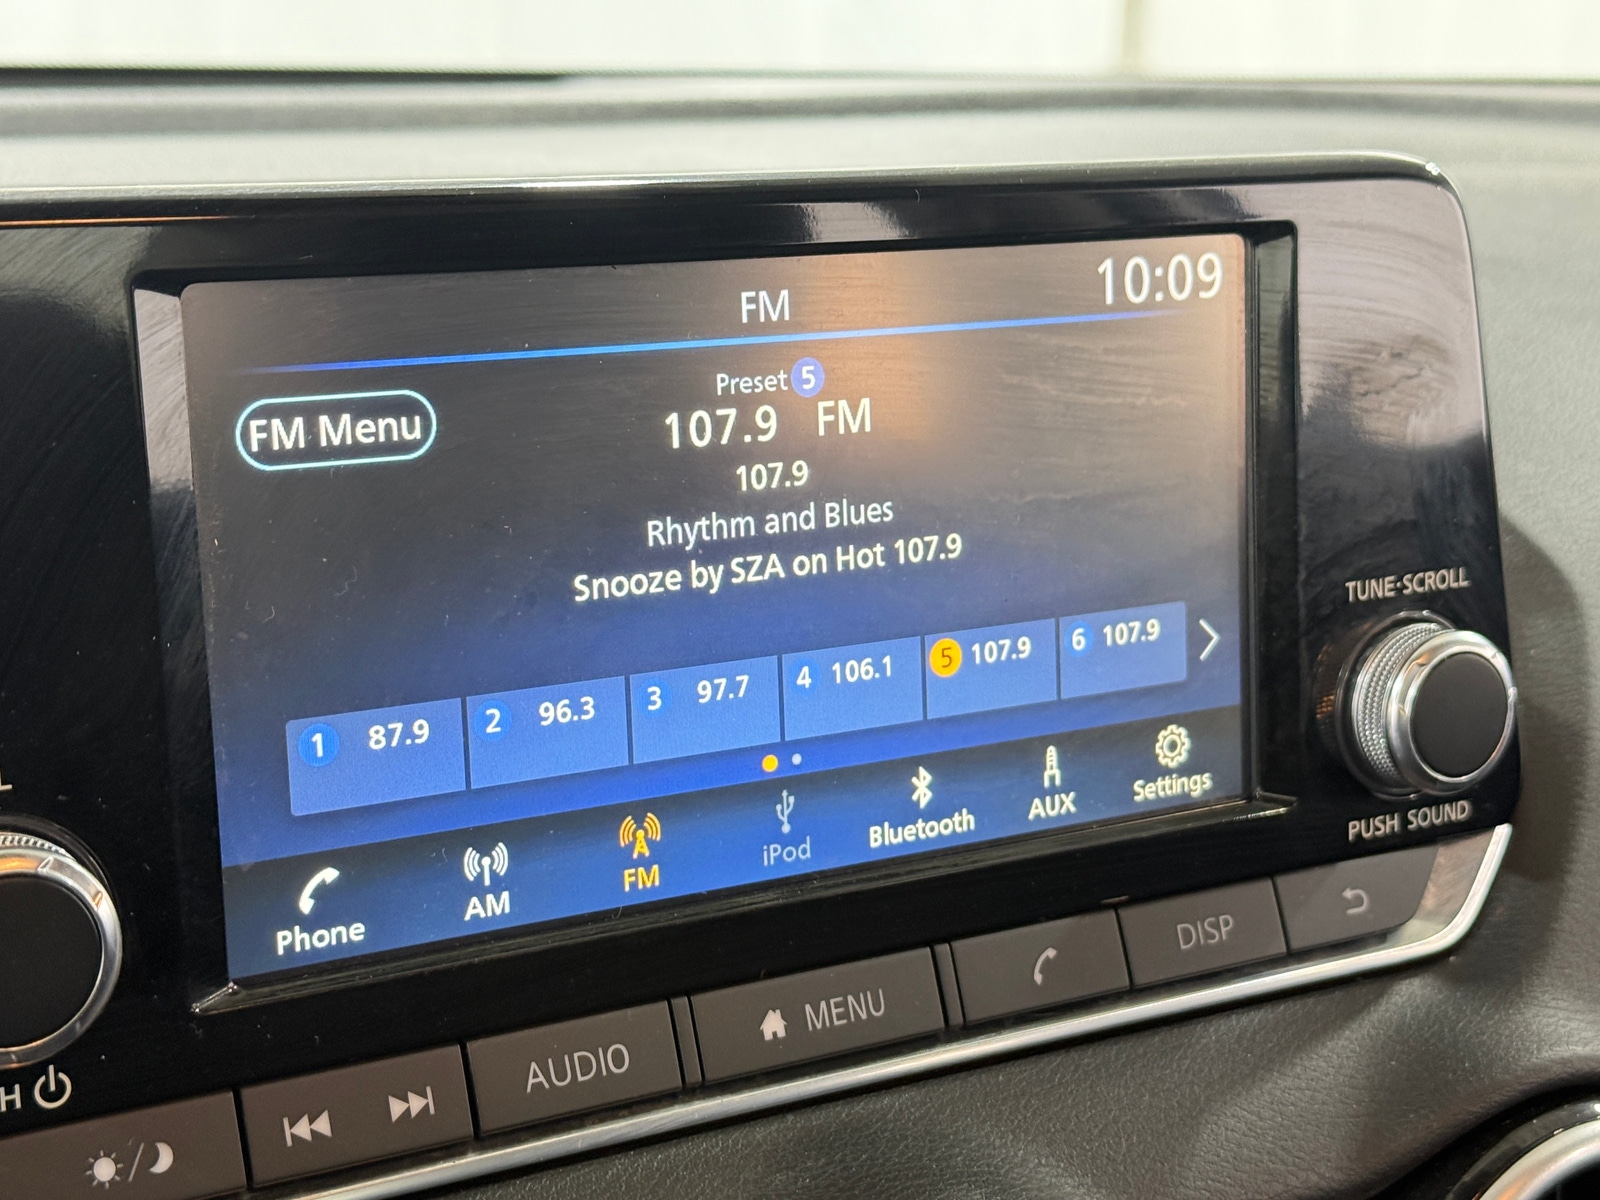 10:09
FM
Preset 5
FM Menu
107.9 FM
107.9
Rhythm and Blues
Snooze by SZA on Hot 107.9
1 87.9
2 96.3
3 97.7
4 106.1
5 107.9
6 107.9
Phone
AM
FM
iPod
Bluetooth
AUX
Settings
TUNE·SCROLL
PUSH SOUND
AUDIO
MENU
DISP